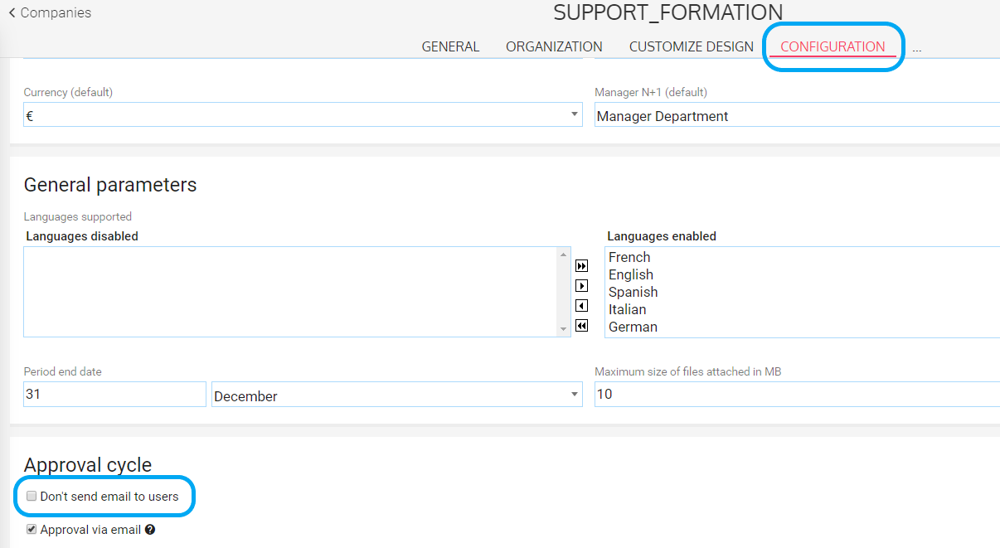 Companies
SUPPORT_FORMATION
GENERAL ORGANIZATION CUSTOMIZE DESIGN CONFIGURATION ...
Currency (default) Manager N+1 (default)
€ Manager Department
General parameters
Languages supported
Languages disabled Languages enabled
French
English
Spanish
Italian
German
Period end date Maximum size of files attached in MB
31 December 10
Approval cycle
Don't send email to users
Approval via email ?